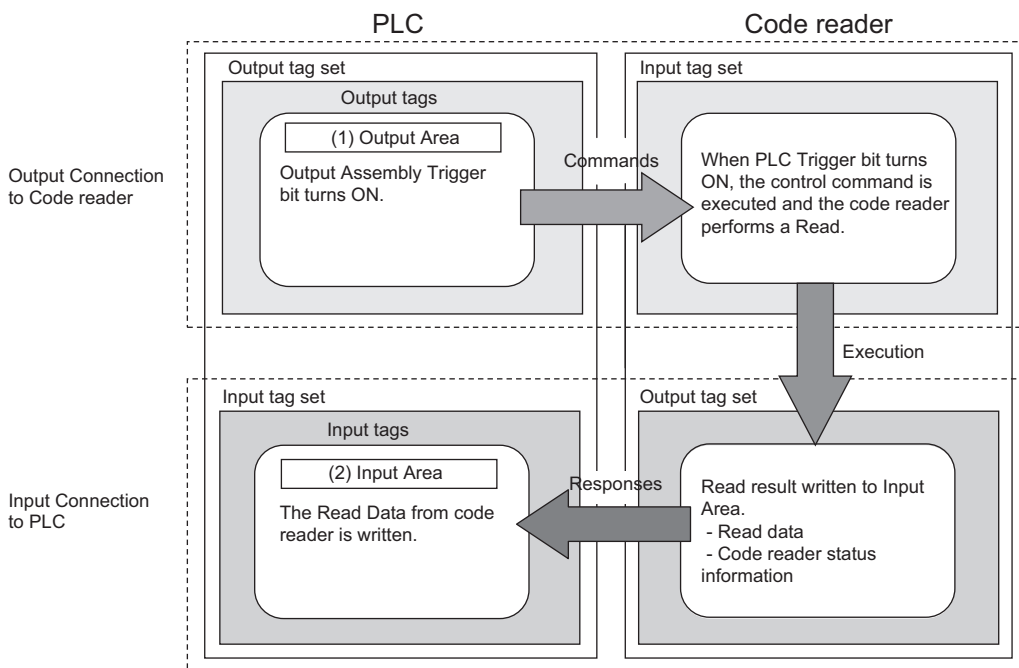 PLC
Code reader
Output Connection
to Code reader
Output tag set
Output tags
(1) Output Area
Output Assembly Trigger
bit turns ON.
Commands
Input tag set
When PLC Trigger bit turns
ON, the control command is
executed and the code reader
performs a Read.
Execution
Input Connection
to PLC
Input tag set
Input tags
(2) Input Area
The Read Data from code
reader is written.
Responses
Output tag set
Read result written to Input
Area.
- Read data
- Code reader status
information